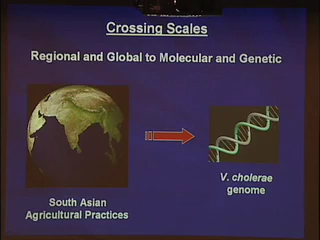 Crossing Scales
Regional and Global to Molecular and Genetic
V. cholerae
genome
South Asian
Agricultural Practices